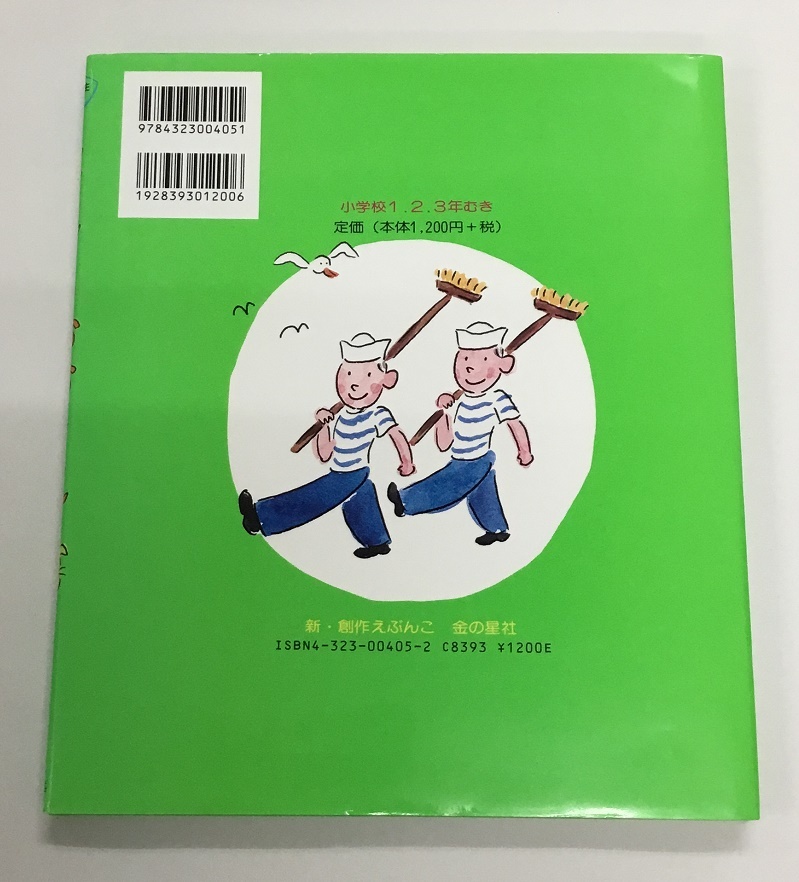 9784323004051
1928393012006
小学校1.2.3年むき
定価（本体1,200円＋税）
新・創作えぶんこ　金の星社
ISBN4-323-00405-2 C8393 ¥1200E